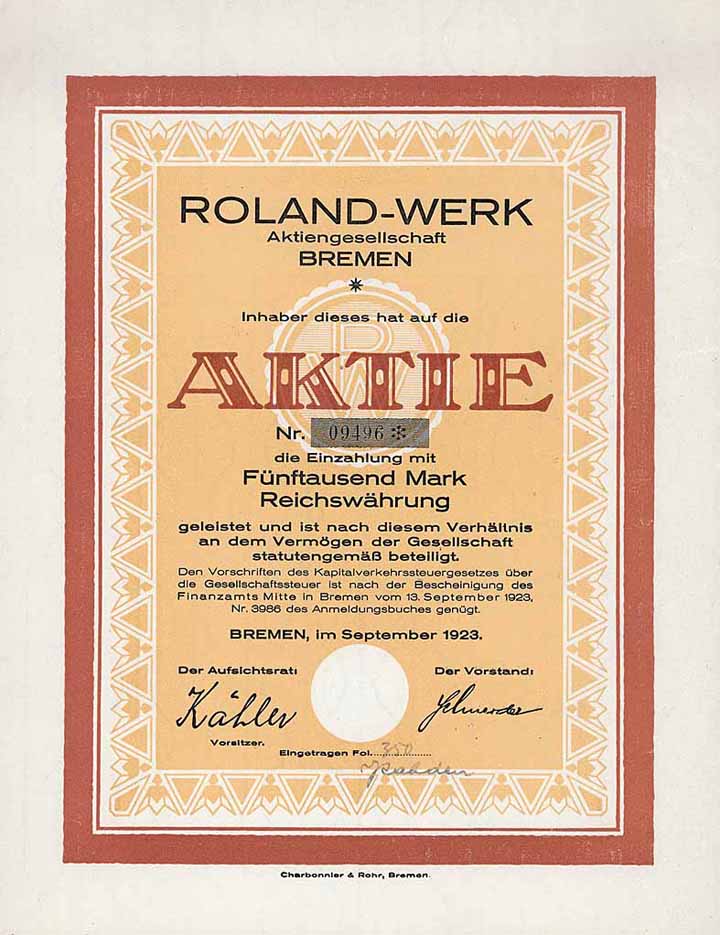 ROLAND-WERK
Aktiengesellschaft
BREMEN
Inhaber dieses hat auf die
RW
AKTIE
Nr. 09496 ✻
die Einzahlung mit
Fünftausend Mark
Reichswährung
geleistet und ist nach diesem Verhältnis
an dem Vermögen der Gesellschaft
statutengemäß beteiligt.
Den Vorschriften des Kapitalverkehrssteuergesetzes über
die Gesellschaftssteuer ist nach der Bescheinigung des
Finanzamts Mitte in Bremen vom 13. September 1923,
Nr. 3986 des Anmeldungsbuches genügt.
BREMEN, im September 1923.
Der Aufsichtsrat: Der Vorstand:
Kähler
Vorsitzer.
Eingetragen Fol. 350
Charbonnier & Rohr, Bremen.